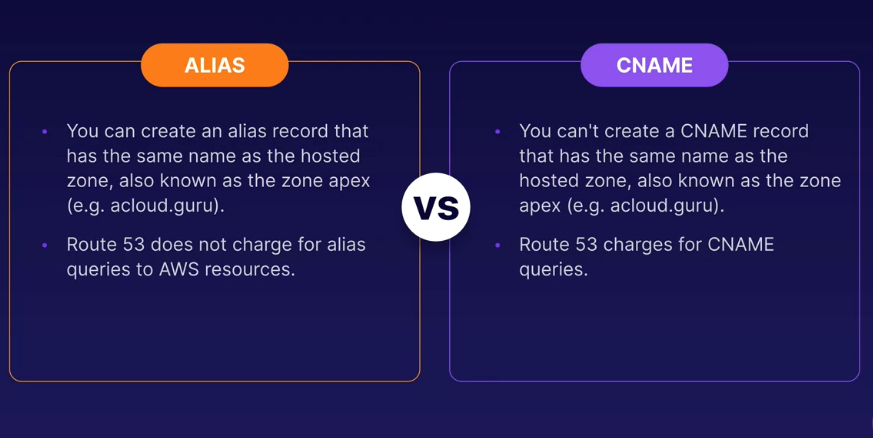 ALIAS
• You can create an alias record that
has the same name as the hosted
zone, also known as the zone apex
(e.g. acloud.guru).
• Route 53 does not charge for alias
queries to AWS resources.
VS
CNAME
• You can't create a CNAME record
that has the same name as the
hosted zone, also known as the zone
apex (e.g. acloud.guru).
• Route 53 charges for CNAME
queries.